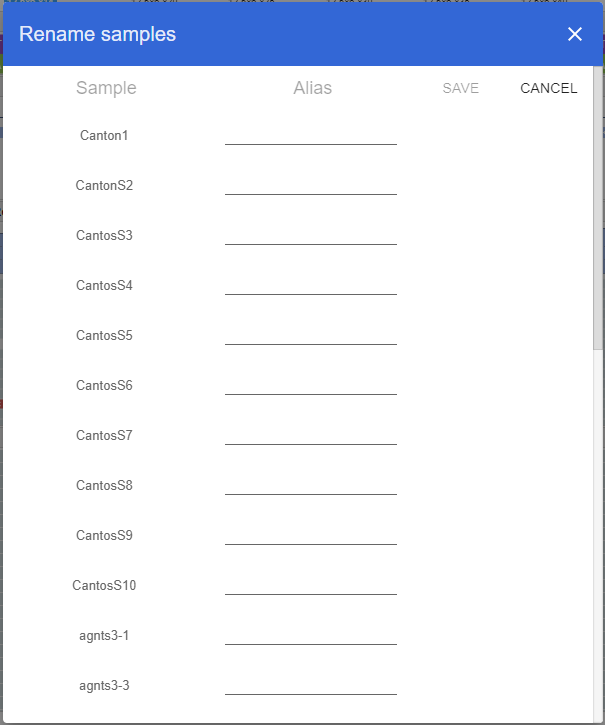 Rename samples
Sample Alias SAVE CANCEL
Canton1
CantonS2
CantosS3
CantosS4
CantosS5
CantosS6
CantosS7
CantosS8
CantosS9
CantosS10
agnts3-1
agnts3-3